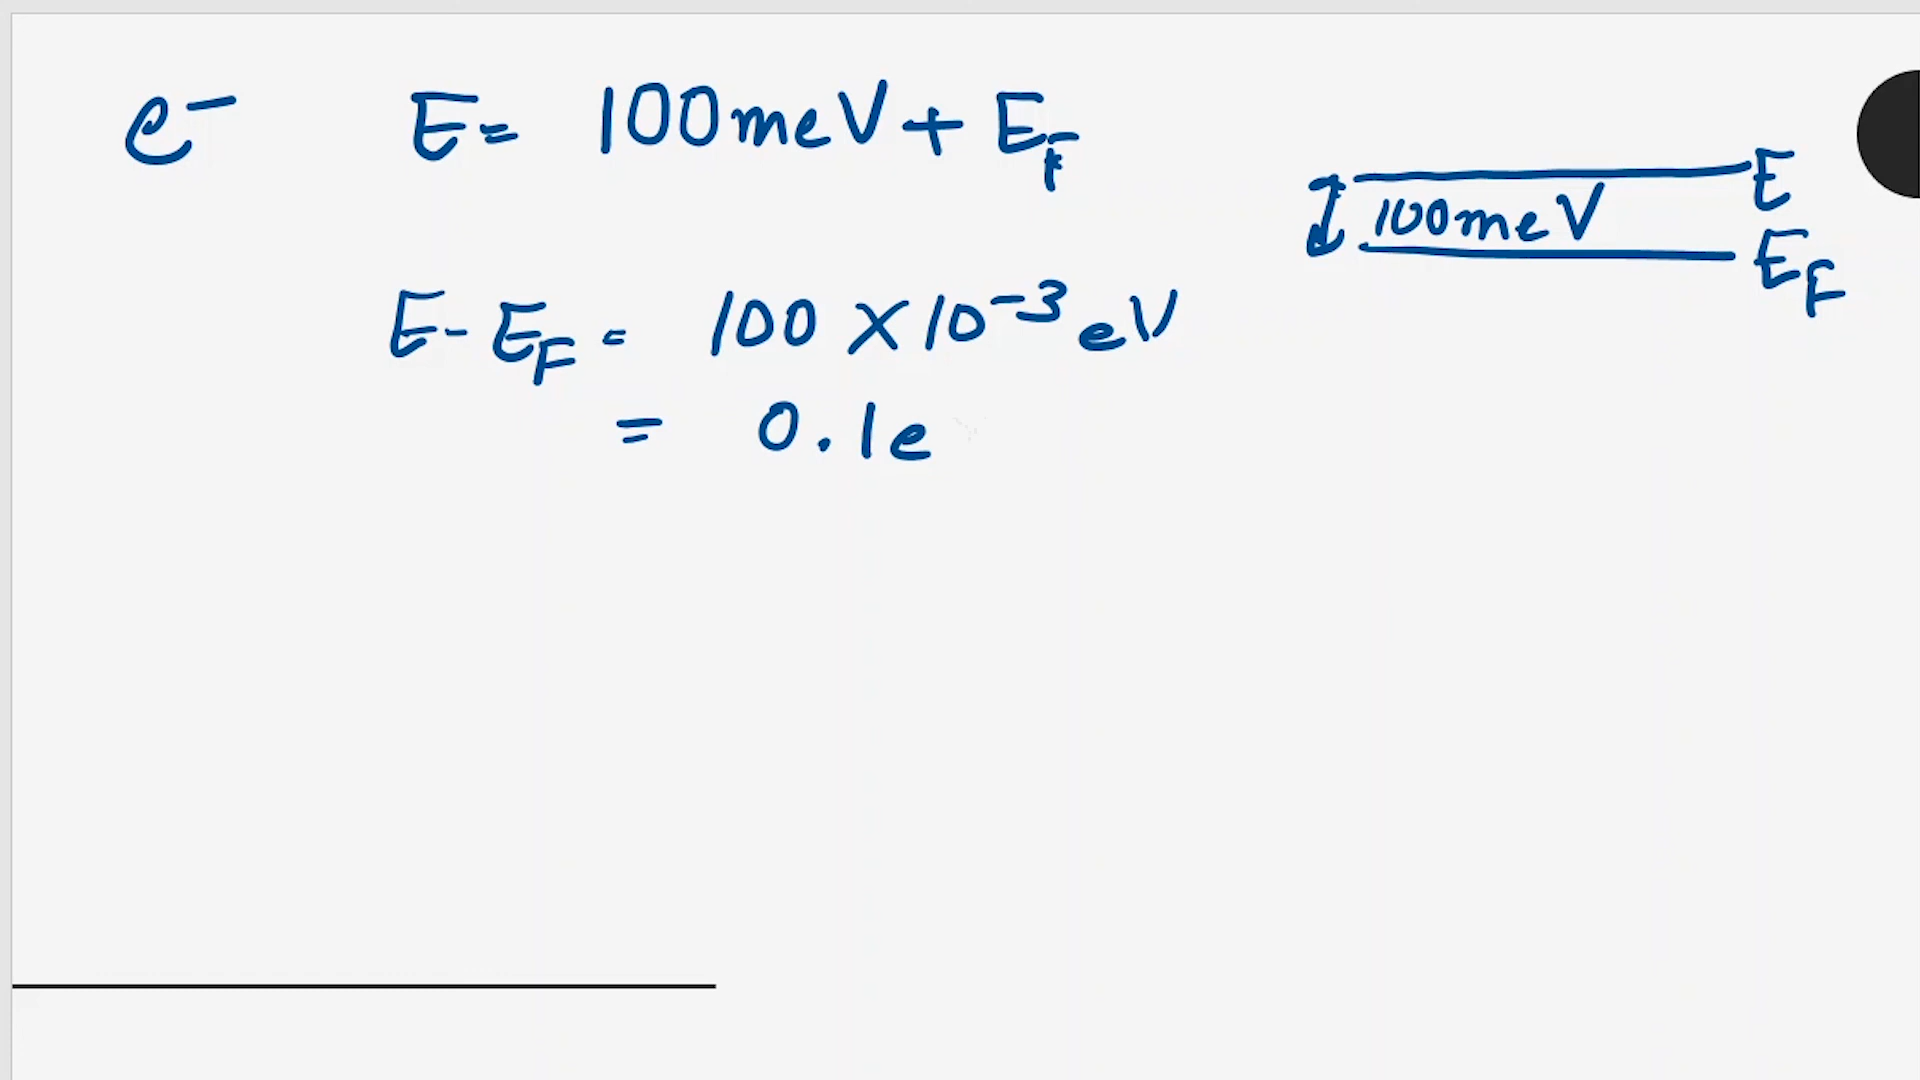 e⁻ E = 100meV + E_F
E
100meV
E_F
E - E_F = 100 × 10⁻³ eV
= 0.1e